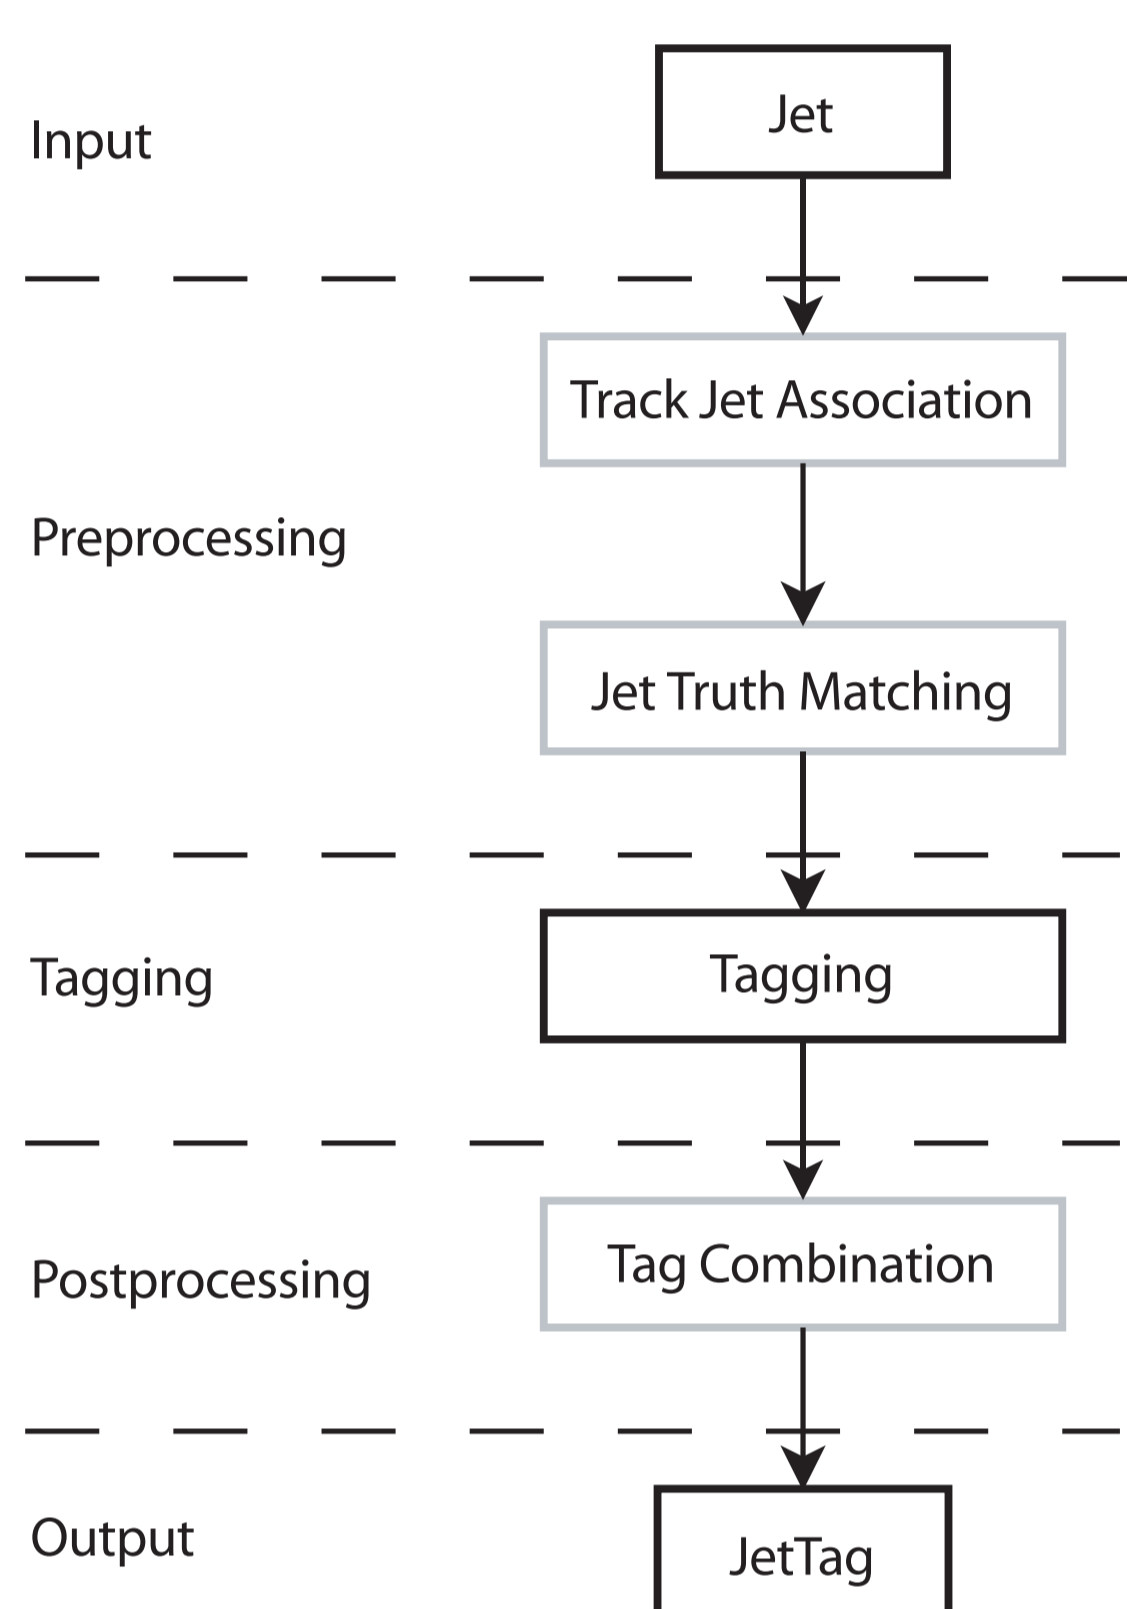 Input
Jet
Track Jet Association
Preprocessing
Jet Truth Matching
Tagging
Tagging
Postprocessing
Tag Combination
Output
JetTag